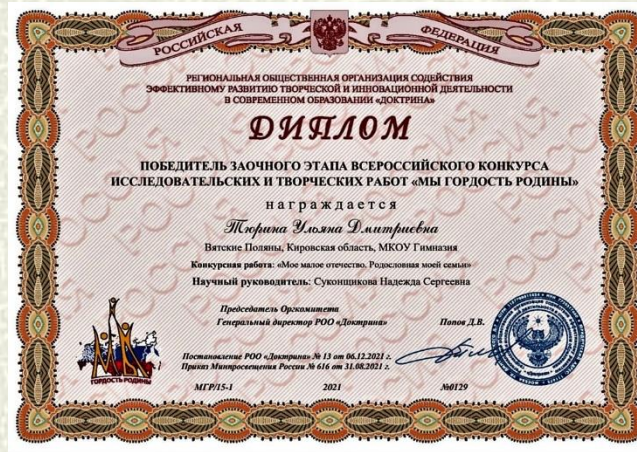 РОССИЙСКАЯ ФЕДЕРАЦИЯ
РЕГИОНАЛЬНАЯ ОБЩЕСТВЕННАЯ ОРГАНИЗАЦИЯ СОДЕЙСТВИЯ
ЭФФЕКТИВНОМУ РАЗВИТИЮ ТВОРЧЕСКОЙ И ИННОВАЦИОННОЙ ДЕЯТЕЛЬНОСТИ
В СОВРЕМЕННОМ ОБРАЗОВАНИИ «ДОКТРИНА»
ДИПЛОМ
ПОБЕДИТЕЛЬ ЗАОЧНОГО ЭТАПА ВСЕРОССИЙСКОГО КОНКУРСА
ИССЛЕДОВАТЕЛЬСКИХ И ТВОРЧЕСКИХ РАБОТ «МЫ ГОРДОСТЬ РОДИНЫ»
награждается
Тюрина Ульяна Дмитриевна
Вятские Поляны, Кировская область, МКОУ Гимназия
Конкурсная работа: «Мое малое отечество. Родословная моей семьи»
Научный руководитель: Суконщикова Надежда Сергеевна
Председатель Оргкомитета
Генеральный директор РОО «Доктрина» Попов Д.В.
Постановление РОО «Доктрина» № 13 от 06.12.2021 г.
Приказ Минпросвещения России № 616 от 31.08.2021 г.
ГОРДОСТЬ РОДИНЫ
МГР/15-1 2021 №0129